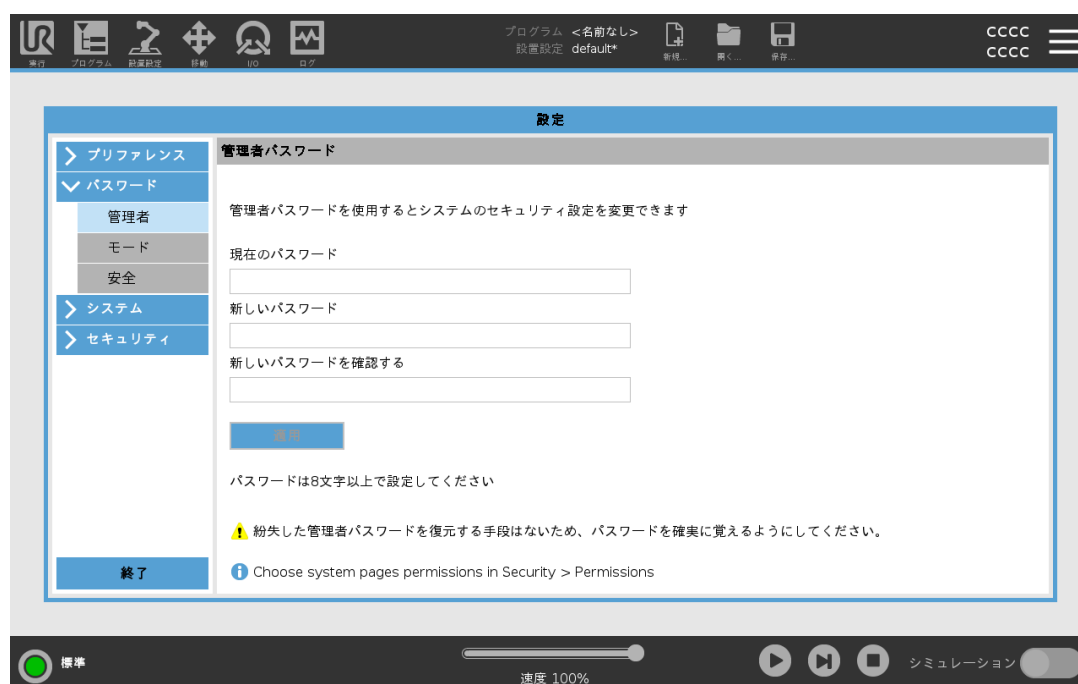 UR
実行
プログラム
設置設定
移動
I/O
ログ
プログラム <名前なし>
設置設定 default*
新規...
開く...
保存...
cccc
cccc
設定
プリファレンス
パスワード
管理者
モード
安全
システム
セキュリティ
終了
管理者パスワード
管理者パスワードを使用するとシステムのセキュリティ設定を変更できます
現在のパスワード
新しいパスワード
新しいパスワードを確認する
適用
パスワードは8文字以上で設定してください
紛失した管理者パスワードを復元する手段はないため、パスワードを確実に覚えるようにしてください。
Choose system pages permissions in Security > Permissions
標準
速度 100%
シミュレーション